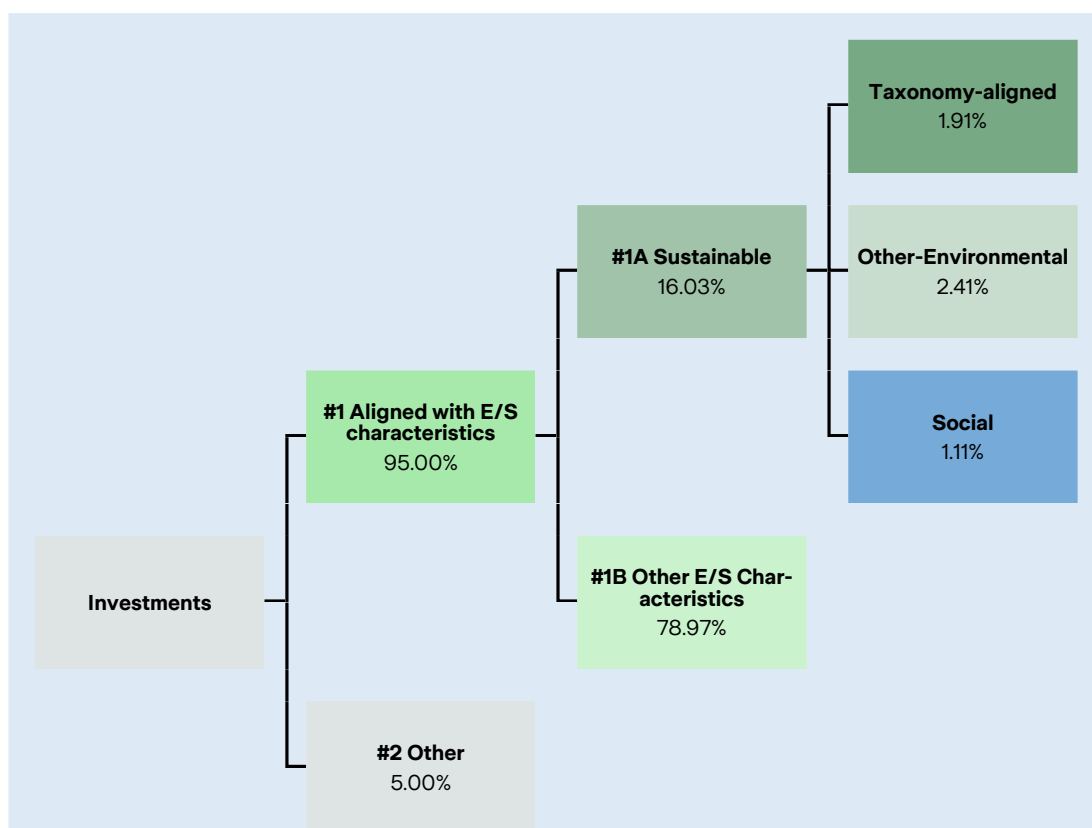 Taxonomy-aligned
1.91%
#1A Sustainable
16.03%
Other-Environmental
2.41%
#1 Aligned with E/S
characteristics
95.00%
Social
1.11%
Investments
#1B Other E/S Char-
acteristics
78.97%
#2 Other
5.00%